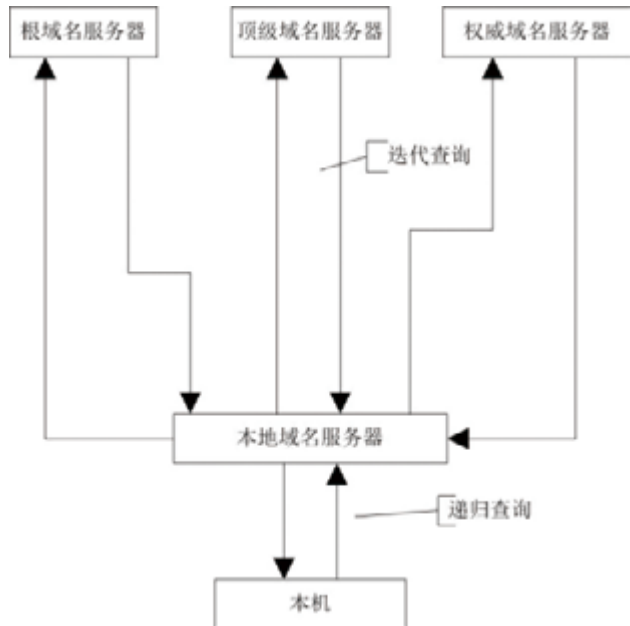 根域名服务器
顶级域名服务器
权威域名服务器
迭代查询
本地域名服务器
递归查询
本机